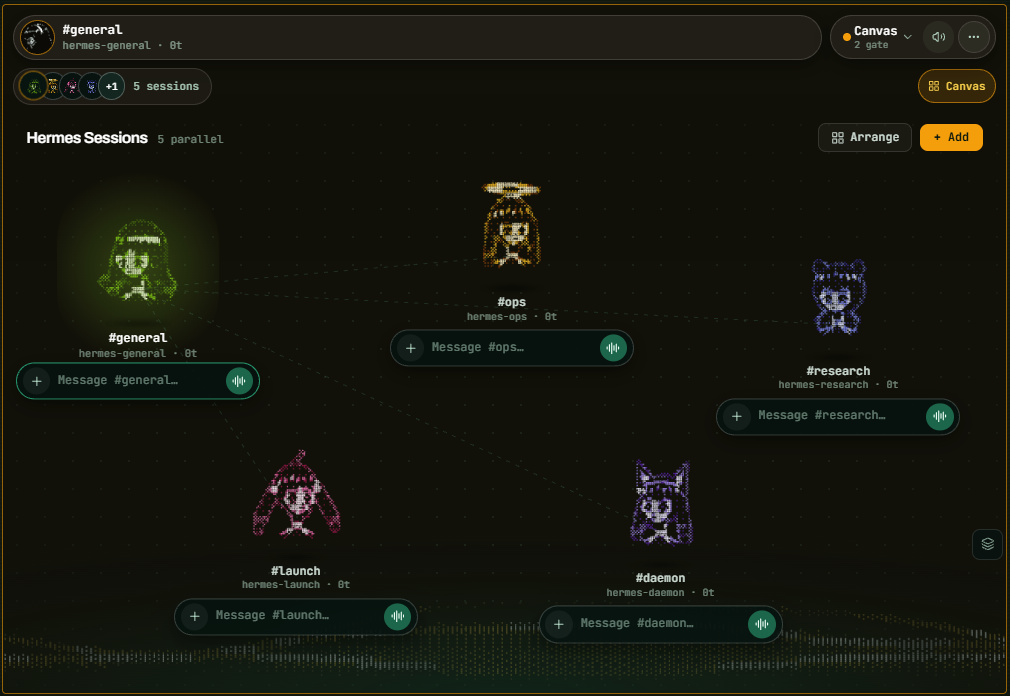 #general
hermes-general · 0t
Canvas
2 gate
+1
5 sessions
Canvas
Hermes Sessions 5 parallel
Arrange
+ Add
#general
hermes-general · 0t
Message #general…
#ops
hermes-ops · 0t
Message #ops…
#research
hermes-research · 0t
Message #research…
#launch
hermes-launch · 0t
Message #launch…
#daemon
hermes-daemon · 0t
Message #daemon…